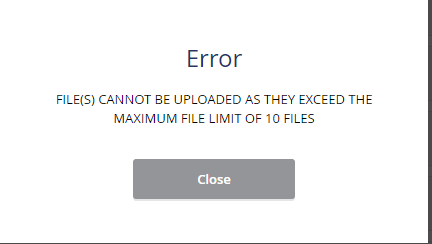 Error
FILE(S) CANNOT BE UPLOADED AS THEY EXCEED THE
MAXIMUM FILE LIMIT OF 10 FILES
Close